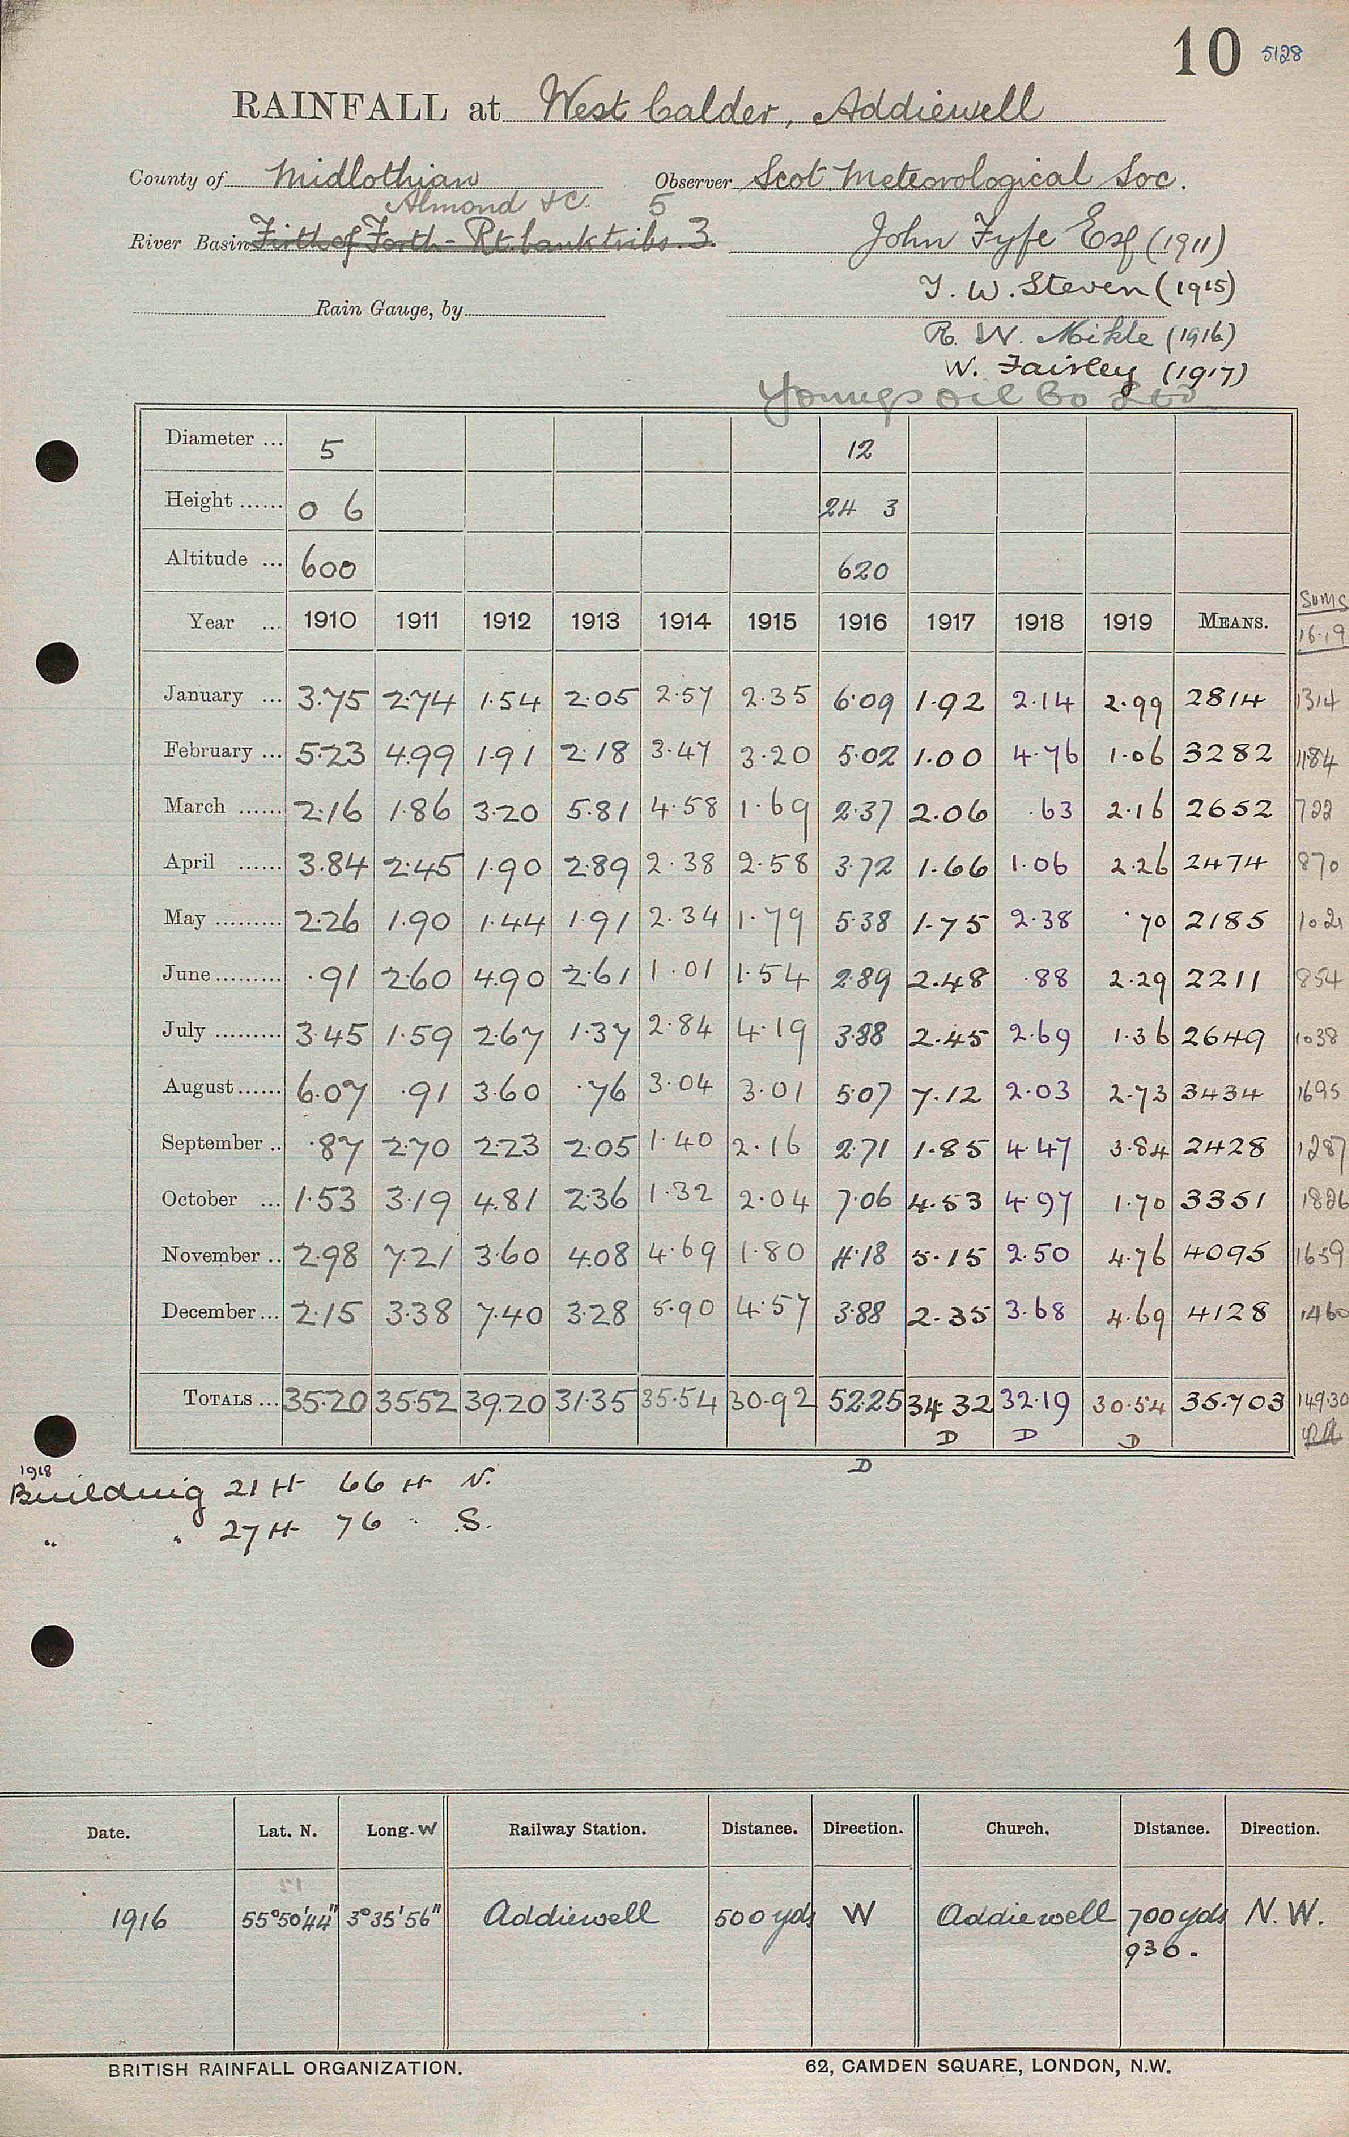 10 5128
RAINFALL at West Calder, Addiewell
County of Midlothian Observer Scot. Meteorological Soc.
Almond &c. 5
River Basin Firth of Forth - Rt. bank tribs. 3. John Fyfe Esq (1911)
T. W. Steven (1915)
Rain Gauge, by
R. W. Mikle (1916)
W. Fairley (1917)
Youngs Oil Co Ltd
Diameter ... 5 12
Height ...... 0 6 24 3
Altitude ... 600 620
Sums
Year ... 1910 1911 1912 1913 1914 1915 1916 1917 1918 1919 MEANS. 16-19
January ... 3.75 2.74 1.54 2.05 2.57 2.35 6.09 1.92 2.14 2.99 2814 1314
February ... 5.23 4.99 1.91 2.18 3.47 3.20 5.02 1.00 4.76 1.06 3282 1184
March ...... 2.16 1.86 3.20 5.81 4.58 1.69 2.37 2.06 .63 2.16 2652 722
April ...... 3.84 2.45 1.90 2.89 2.38 2.58 3.72 1.66 1.06 2.26 2474 870
May ......... 2.26 1.90 1.44 1.91 2.34 1.79 5.38 1.75 2.38 .70 2185 1021
June ......... .91 2.60 4.90 2.61 1.01 1.54 2.89 2.48 .88 2.29 2211 854
July ......... 3.45 1.59 2.67 1.37 2.84 4.19 3.88 2.45 2.69 1.36 2649 1038
August ...... 6.07 .91 3.60 .76 3.04 3.01 5.07 7.12 2.03 2.73 3434 1695
September .. .87 2.70 2.23 2.05 1.40 2.16 2.71 1.85 4.47 3.84 2428 1287
October ... 1.53 3.19 4.81 2.36 1.32 2.04 7.06 4.53 4.97 1.70 3351 1826
November .. 2.98 7.21 3.60 4.08 4.69 1.80 4.18 5.15 2.50 4.76 4095 1659
December ... 2.15 3.38 7.40 3.28 5.90 4.57 3.88 2.35 3.68 4.69 4128 1460
TOTALS ... 35.20 35.52 39.20 31.35 35.54 30.92 52.25 34.32 32.19 30.54 35.703 149.30
D D D
D
1918
Building 21 ft 66 ft N.
" " 27 ft 76 . S.
Date. Lat. N. Long. W Railway Station. Distance. Direction. Church. Distance. Direction.
1916 55°50'44" 3°35'56" Addiewell 500 yds W Addiewell 700 yds N. W.
936.
BRITISH RAINFALL ORGANIZATION. 62, CAMDEN SQUARE, LONDON, N.W.